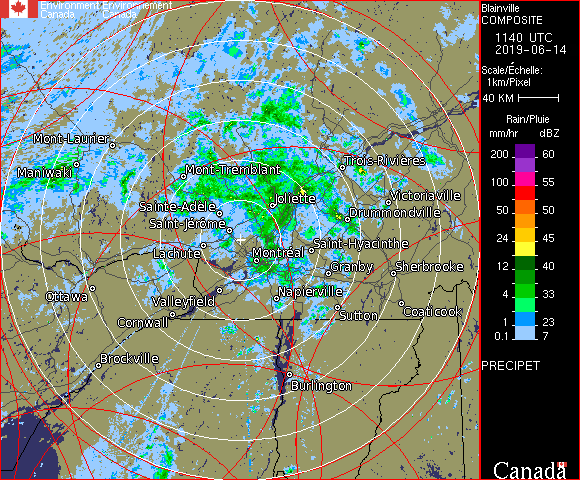 Environment Environnement
Canada Canada
Blainville
COMPOSITE
1140 UTC
2019-06-14
Scale/Échelle:
1km/Pixel
40 KM
Rain/Pluie
mm/hr dBZ
200 60
100 55
50 50
24 45
12 40
4 33
1 23
0.1 7
PRECIPET
Canada
Mont-Laurier
Maniwaki
Mont-Tremblant
Trois-Rivières
Joliette
Victoriaville
Sainte-Adèle
Drummondville
Saint-Jérôme
Saint-Hyacinthe
Lachute
Montréal
Granby
Sherbrooke
Ottawa
Valleyfield
Napierville
Cornwall
Sutton
Coaticook
Brockville
Burlington